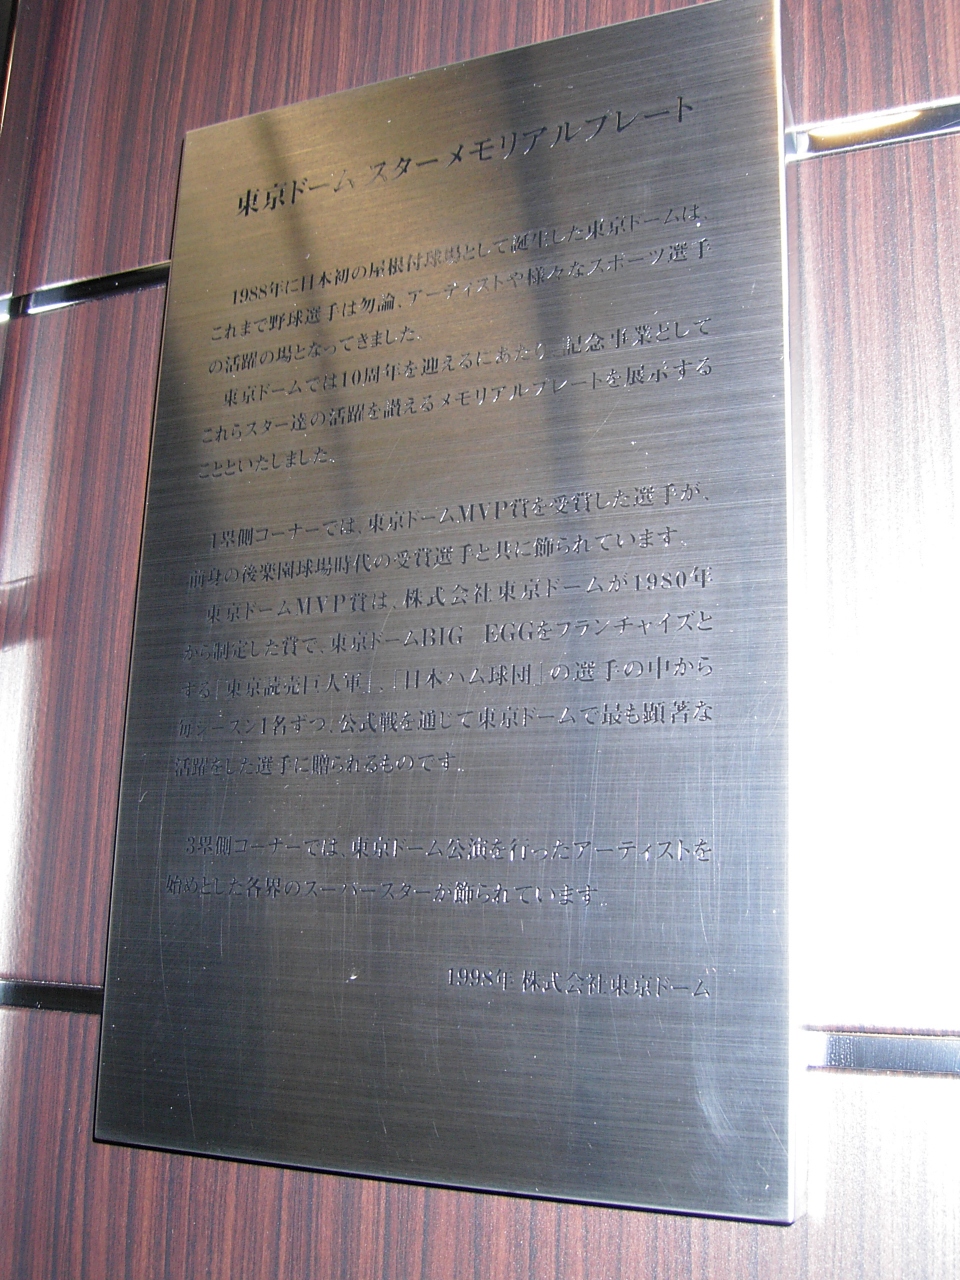 東京ドーム スターメモリアルプレート
1988年に日本初の屋根付球場として誕生した東京ドームは、
これまで野球選手は勿論、アーティストや様々なスポーツ選手
の活躍の場となってきました。
東京ドームでは10周年を迎えるにあたり、記念事業として
これらスター達の活躍を讃えるメモリアルプレートを展示する
ことといたしました。
1塁側コーナーでは、東京ドームMVP賞を受賞した選手が、
前身の後楽園球場時代の受賞選手と共に飾られています。
東京ドームMVP賞は、株式会社東京ドームが1980年
から制定した賞で、東京ドームBIG EGGをフランチャイズと
する「東京読売巨人軍」、「日本ハム球団」の選手の中から
毎シーズン1名ずつ、公式戦を通じて東京ドームで最も顕著な
活躍をした選手に贈られるものです。
3塁側コーナーでは、東京ドーム公演を行ったアーティストを
始めとした各界のスーパースターが飾られています。
1998年 株式会社東京ドーム